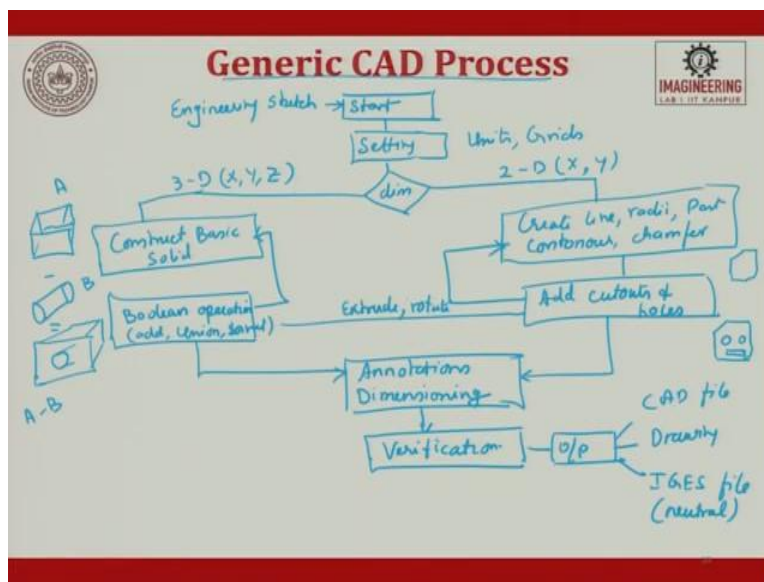 Generic CAD Process
IMAGINEERING
LAB | IIT KANPUR
Engineering Sketch
Start
Setting
Units, Grids
3-D (X, Y, Z)
dim
2-D (X, Y)
A
Construct Basic
Solid
Create line, radii, Part
Contonous, chamfer
-
B
Boolean operation
(add, Union,
Extrude, rotate
Add cutouts &
holes
=
A-B
Annotations
Dimensioning
Verification
O/P
CAD file
Drawing
IGES file
(neutral)